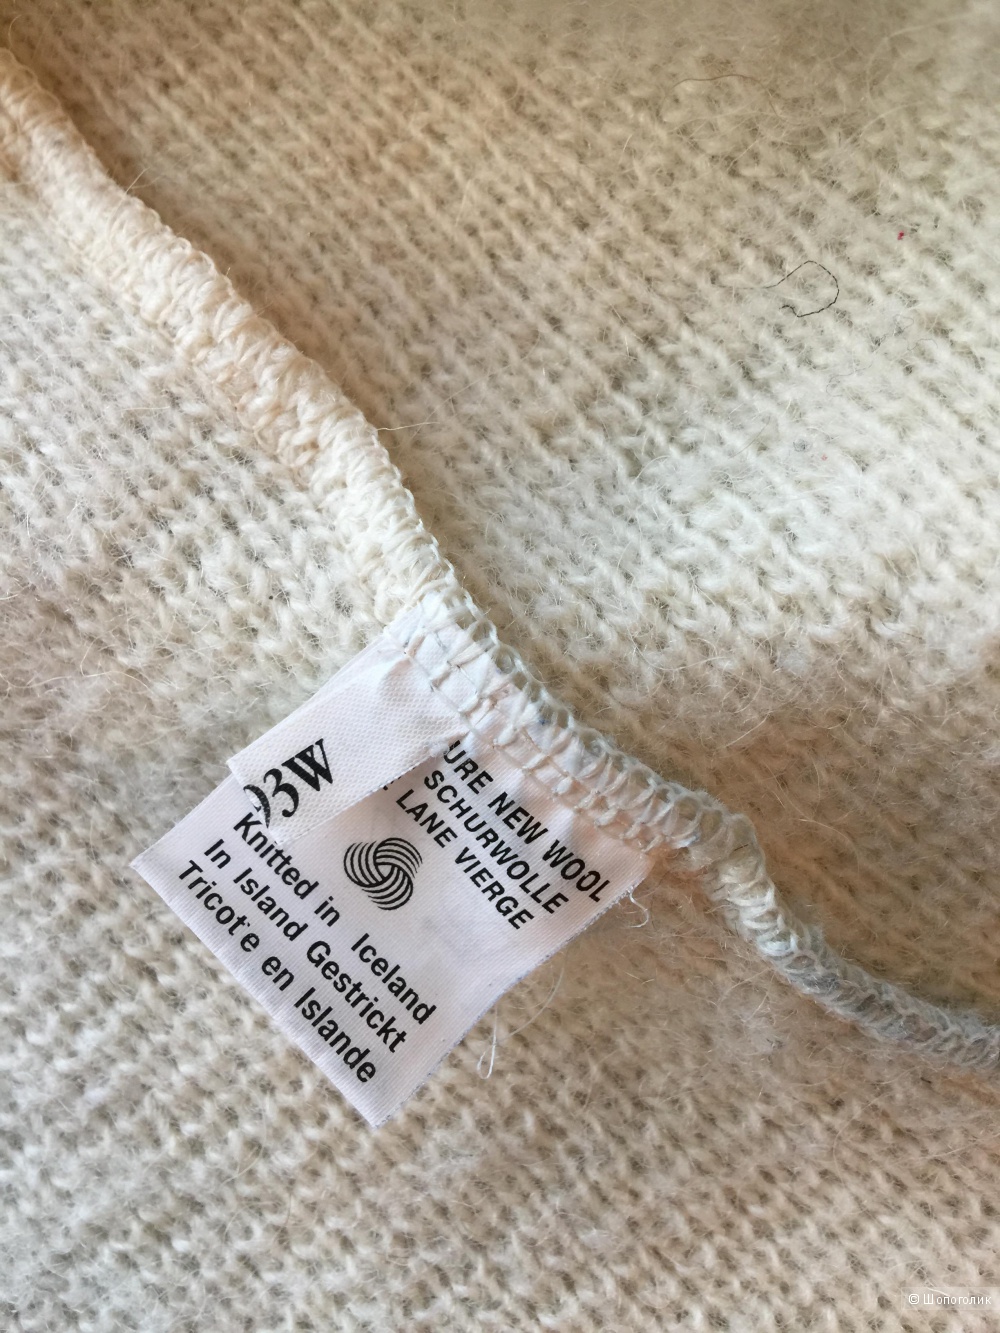 URE NEW WOOL
SCHURWOLLE
LANE VIERGE
93W
Knitted in Iceland
In Island Gestrickt
Tricot'e en Islande
© Шопоголик